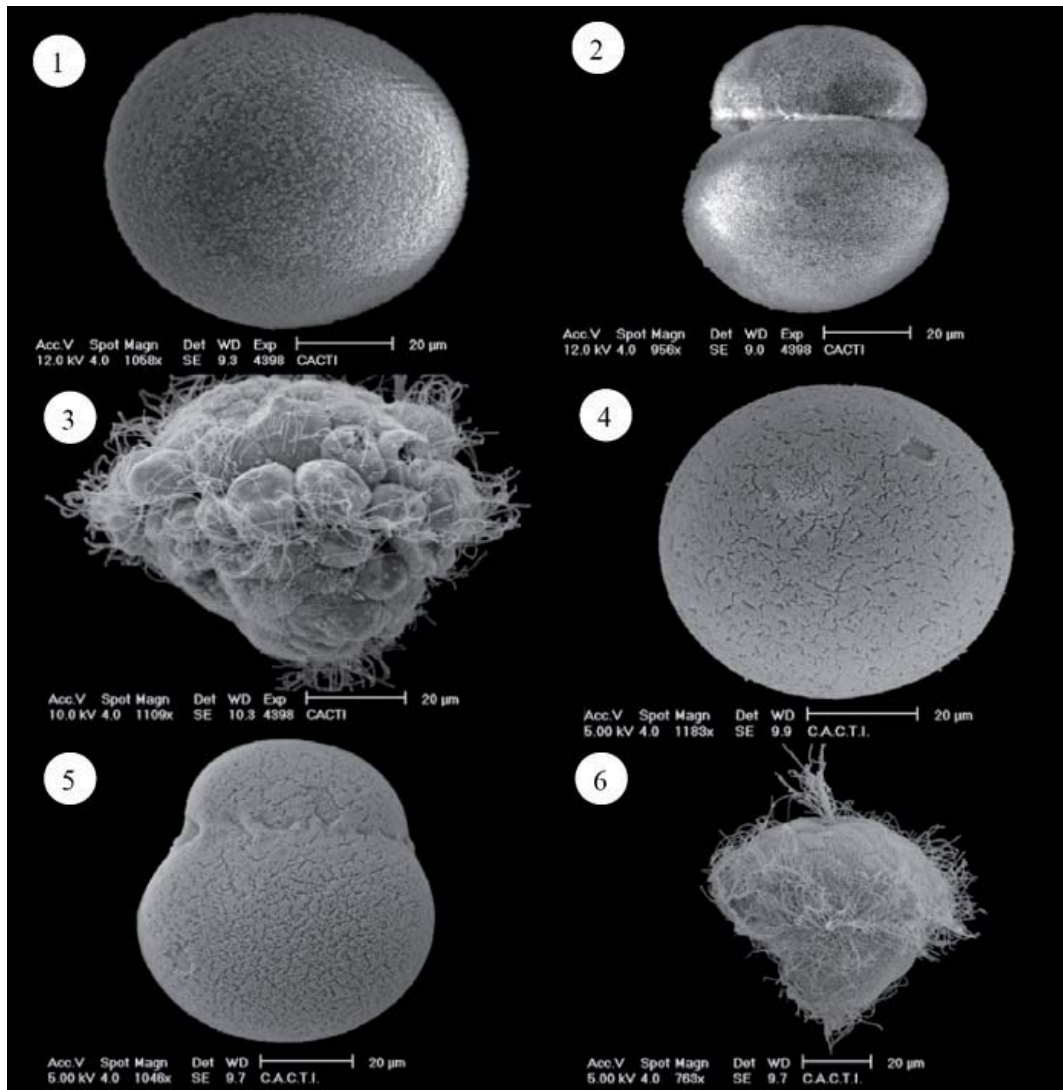 1
2
Acc.V Spot Magn Det WD Exp 20 µm
12.0 kV 4.0 1058x SE 9.3 4398 CACTI
Acc.V Spot Magn Det WD Exp 20 µm
12.0 kV 4.0 956x SE 9.0 4398 CACTI
3
4
Acc.V Spot Magn Det WD Exp 20 µm
10.0 kV 4.0 1109x SE 10.3 4398 CACTI
Acc.V Spot Magn Det WD 20 µm
5.00 kV 4.0 1183x SE 9.9 C.A.C.T.I.
5
6
Acc.V Spot Magn Det WD 20 µm
5.00 kV 4.0 1046x SE 9.7 C.A.C.T.I.
Acc.V Spot Magn Det WD 20 µm
5.00 kV 4.0 763x SE 9.7 C.A.C.T.I.